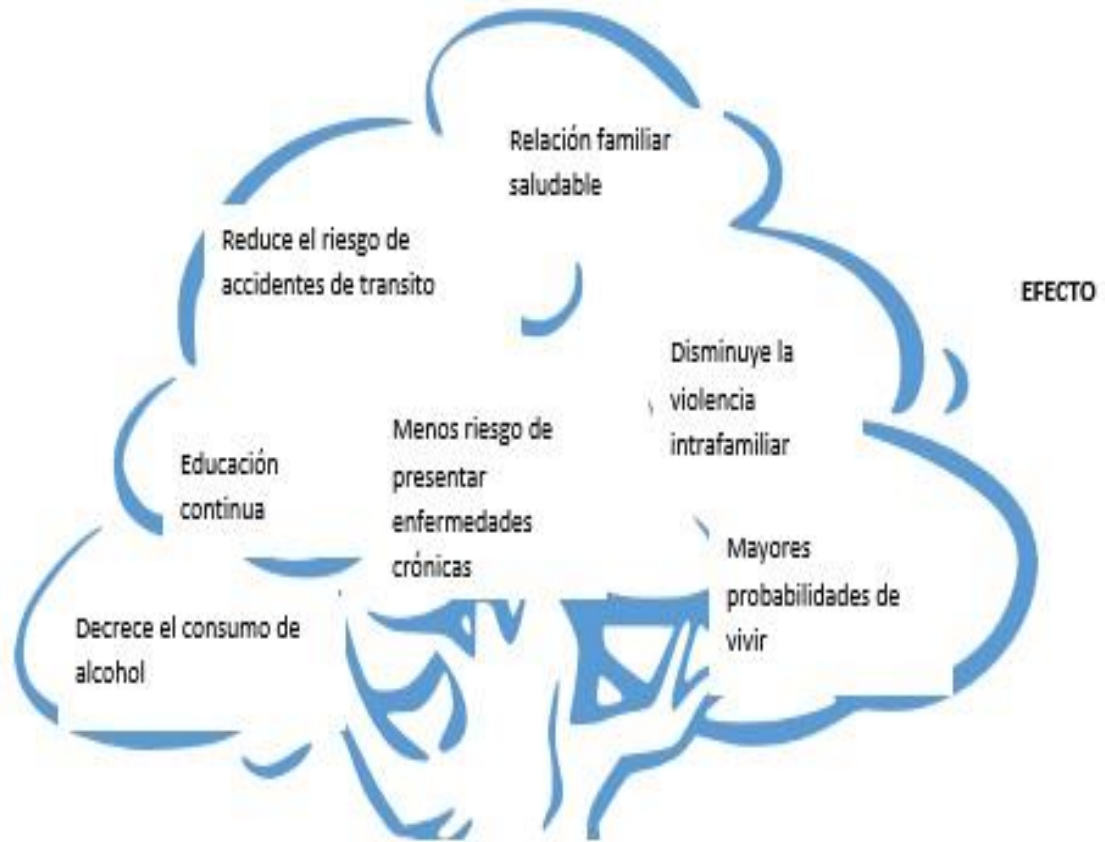 Relación familiar
saludable
Reduce el riesgo de
accidentes de transito
EFECTO
Disminuye la
violencia
intrafamiliar
Menos riesgo de
presentar
enfermedades
crónicas
Educación
continua
Mayores
probabilidades de
vivir
Decrece el consumo de
alcohol